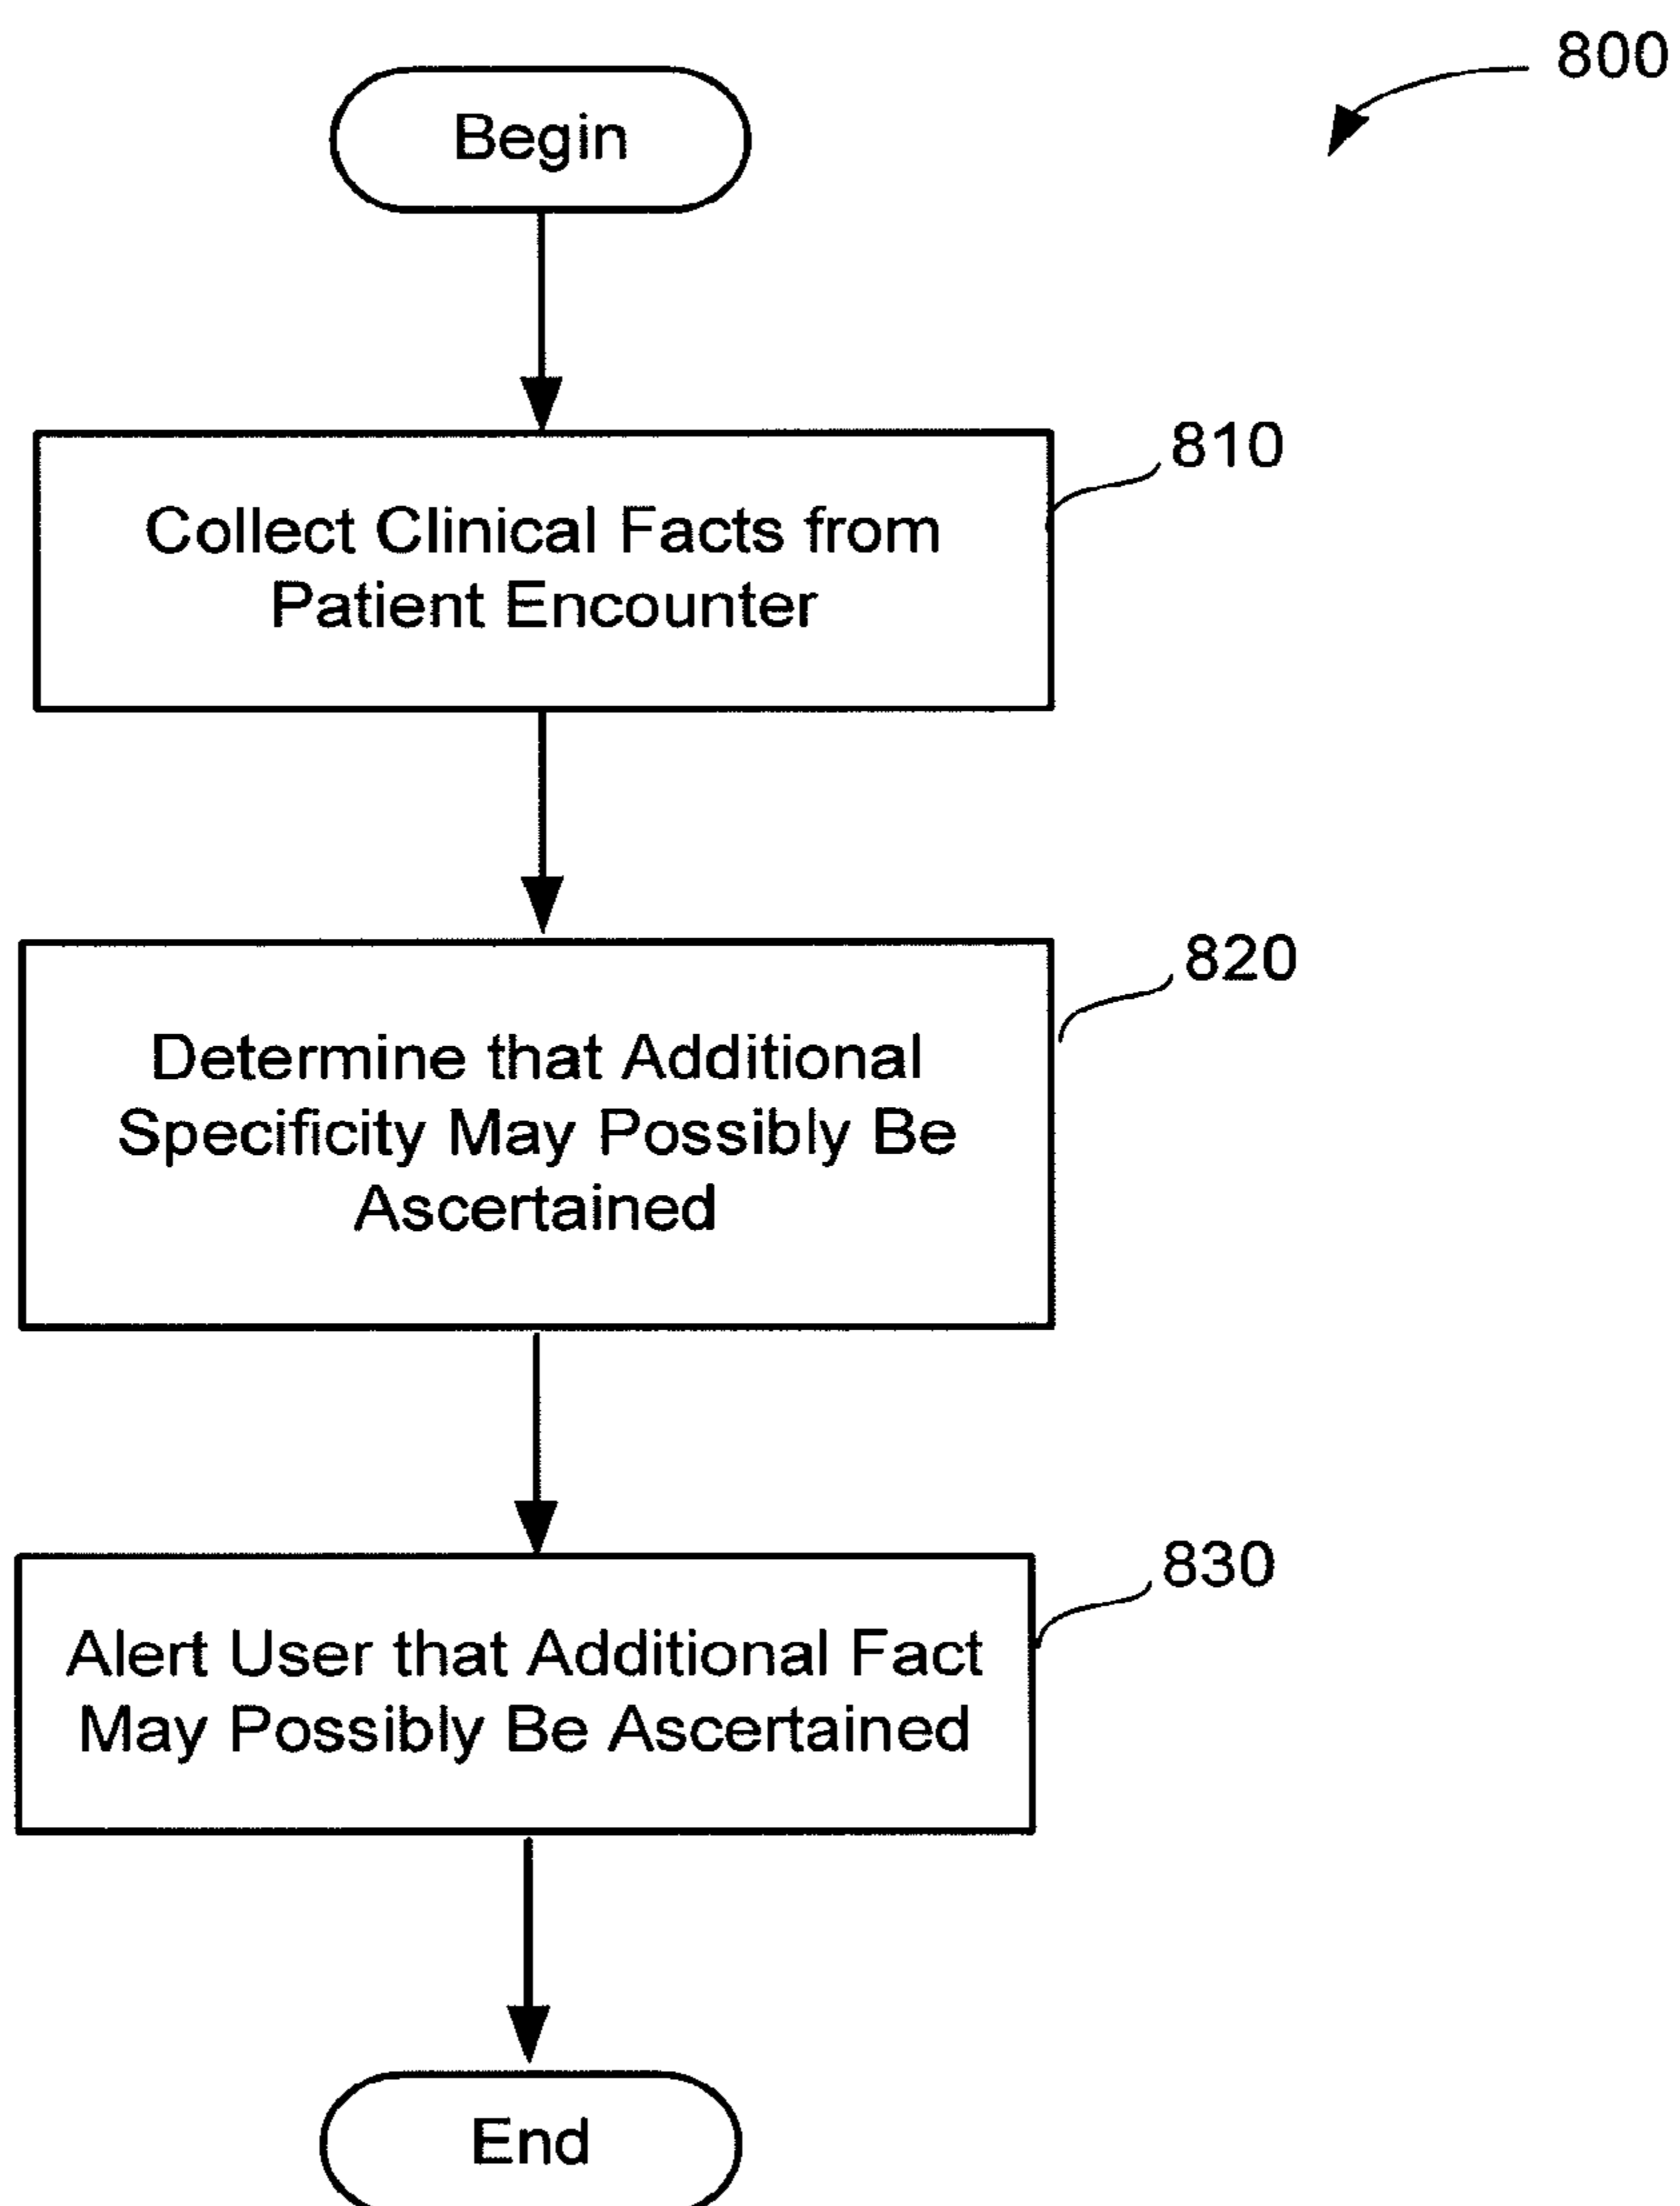 800
Begin
810
Collect Clinical Facts from
Patient Encounter
820
Determine that Additional
Specificity May Possibly Be
Ascertained
830
Alert User that Additional Fact
May Possibly Be Ascertained
End